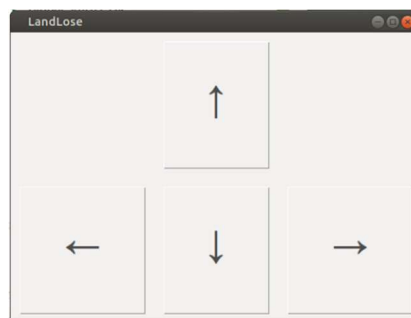 LandLose
↑
← ↓ →